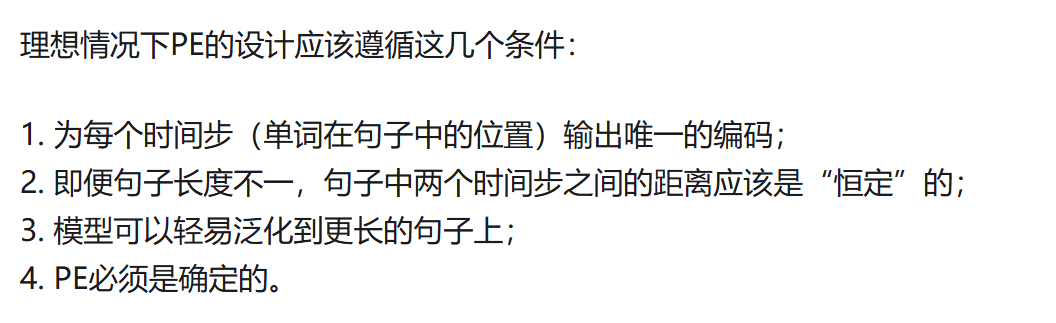 理想情况下PE的设计应该遵循这几个条件：
1. 为每个时间步（单词在句子中的位置）输出唯一的编码；
2. 即便句子长度不一，句子中两个时间步之间的距离应该是“恒定”的；
3. 模型可以轻易泛化到更长的句子上；
4. PE必须是确定的。